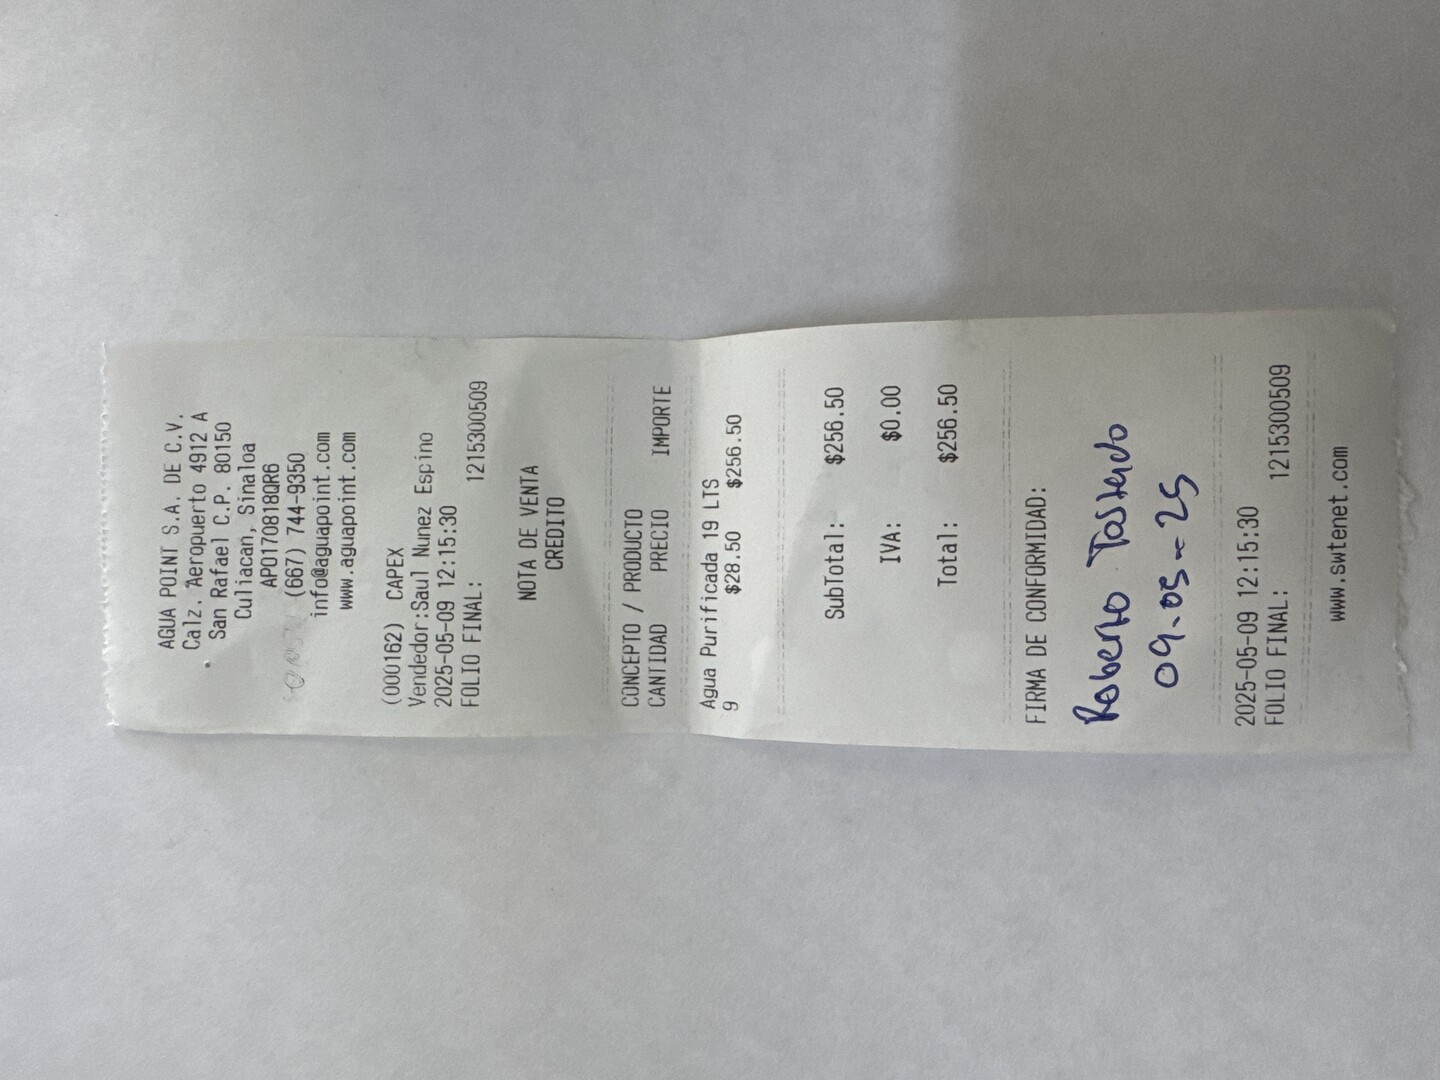 AGUA POINT S.A. DE C.V.
Calz. Aeropuerto 4912 A
San Rafael C.P. 80150
Culiacan, Sinaloa
APO170818QR6
(667) 744-9350
info@aguapoint.com
www.aguapoint.com
(000162) CAPEX
Vendedor:Saul Nunez Espino
2025-05-09 12:15:30
FOLIO FINAL: 1215300509
NOTA DE VENTA
CREDITO
CONCEPTO / PRODUCTO
CANTIDAD PRECIO IMPORTE
Agua Purificada 19 LTS
9 $28.50 $256.50
SubTotal: $256.50
IVA: $0.00
Total: $256.50
FIRMA DE CONFORMIDAD:
Roberto
09.05-25
2025-05-09 12:15:30
FOLIO FINAL: 1215300509
www.swtenet.com